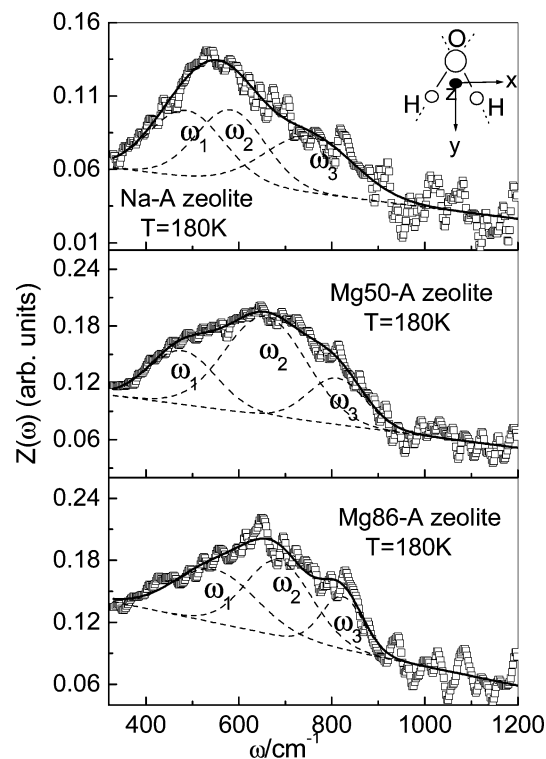 0.16
0.11
0.06
0.01
ω1
ω2
ω3
Na-A zeolite
T=180K
O
H
H
z
x
y
0.24
0.18
0.12
0.06
Mg50-A zeolite
T=180K
ω1
ω2
ω3
Z(ω) (arb. units)
0.24
0.18
0.12
0.06
Mg86-A zeolite
T=180K
ω1
ω2
ω3
400
600
800
1000
1200
ω/cm⁻¹